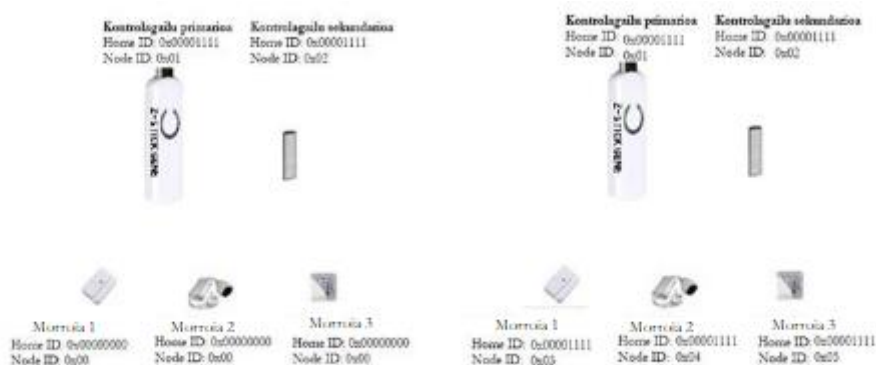 Kontrolagailu primarioa
Home ID: 0x00001111
Node ID: 0x01
Kontrolagailu sekundarioa
Home ID: 0x00001111
Node ID: 0x02
Z-STICK
Morroia 1
Home ID: 0x00000000
Node ID: 0x00
Morroia 2
Home ID: 0x00000000
Node ID: 0x00
Morroia 3
Home ID: 0x00000000
Node ID: 0x00
Kontrolagailu primarioa
Home ID: 0x00001111
Node ID: 0x01
Kontrolagailu sekundarioa
Home ID: 0x00001111
Node ID: 0x02
Z-STICK
Morroia 1
Home ID: 0x00001111
Node ID: 0x03
Morroia 2
Home ID: 0x00001111
Node ID: 0x04
Morroia 3
Home ID: 0x00001111
Node ID: 0x05